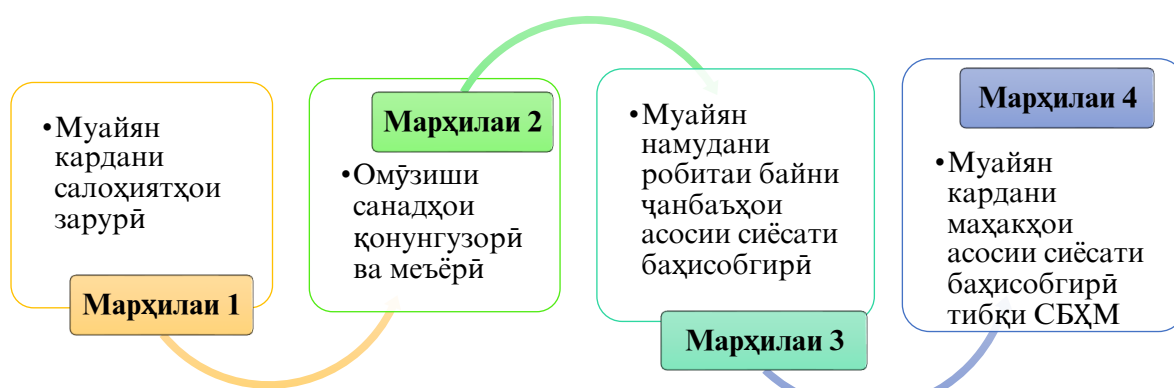 •Муайян
кардани
салоҳиятҳои
зарурӣ
Марҳилаи 1
Марҳилаи 2
•Омӯзиши
санадҳои
қонунгузорӣ
ва меъёрӣ
•Муайян
намудани
робитаи байни
ҷанбаъҳои
асосии сиёсати
баҳисобгирӣ
Марҳилаи 3
Марҳилаи 4
•Муайян
кардани
маҳакҳои
асосии сиёсати
баҳисобгирӣ
тибқи СБҲМ